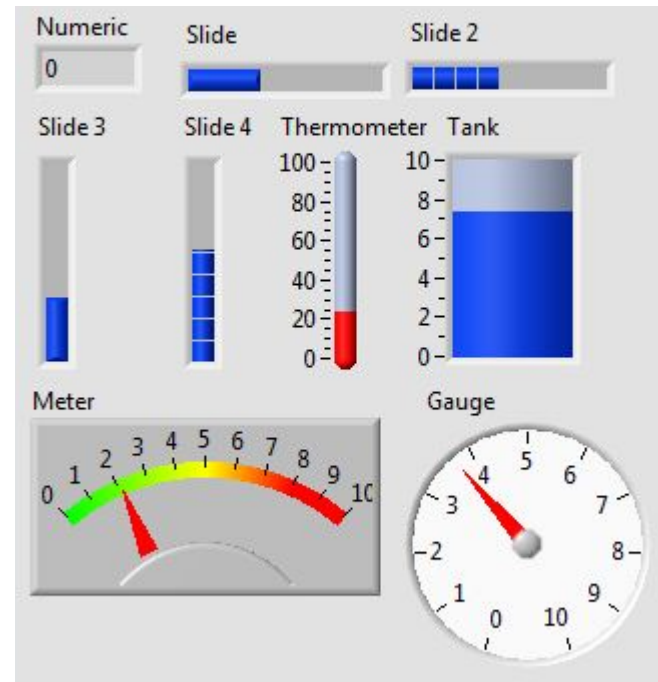 Numeric
0
Slide
Slide 2
Slide 3
Slide 4
Thermometer
100
80
60
40
20
0
Tank
10
8
6
4
2
0
Meter
0 1 2 3 4 5 6 7 8 9 10
Gauge
0 1 2 3 4 5 6 7 8 9 10